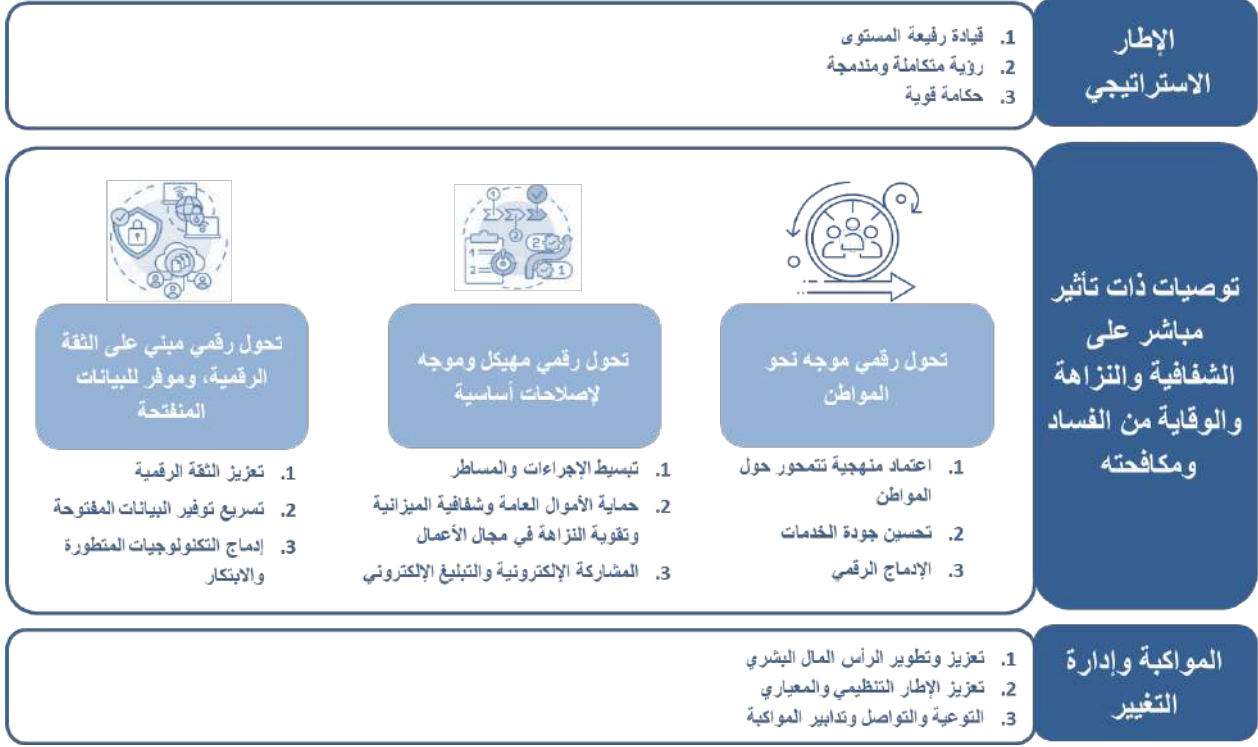 الإطار
الاستراتيجي
1. قيادة رفيعة المستوى
2. رؤية متكاملة ومندمجة
3. حكامة قوية
توصيات ذات تأثير
مباشر على
الشفافية والنزاهة
والوقاية من الفساد
ومكافحته
تحول رقمي موجه نحو
المواطن
1. اعتماد منهجية تتمحور حول
المواطن
2. تحسين جودة الخدمات
3. الإدماج الرقمي
تحول رقمي مهيكل وموجه
لإصلاحات أساسية
1. تبسيط الإجراءات والمساطر
2. حماية الأموال العامة وشفافية الميزانية
وتقوية النزاهة في مجال الأعمال
3. المشاركة الإلكترونية والتبليغ الإلكتروني
تحول رقمي مبني على الثقة
الرقمية، وموفر للبيانات
المنفتحة
1. تعزيز الثقة الرقمية
2. تسريع توفير البيانات المفتوحة
3. إدماج التكنولوجيات المتطورة
والابتكار
المواكبة وإدارة
التغيير
1. تعزيز وتطوير الرأس المال البشري
2. تعزيز الإطار التنظيمي والمعياري
3. التوعية والتواصل وتدابير المواكبة